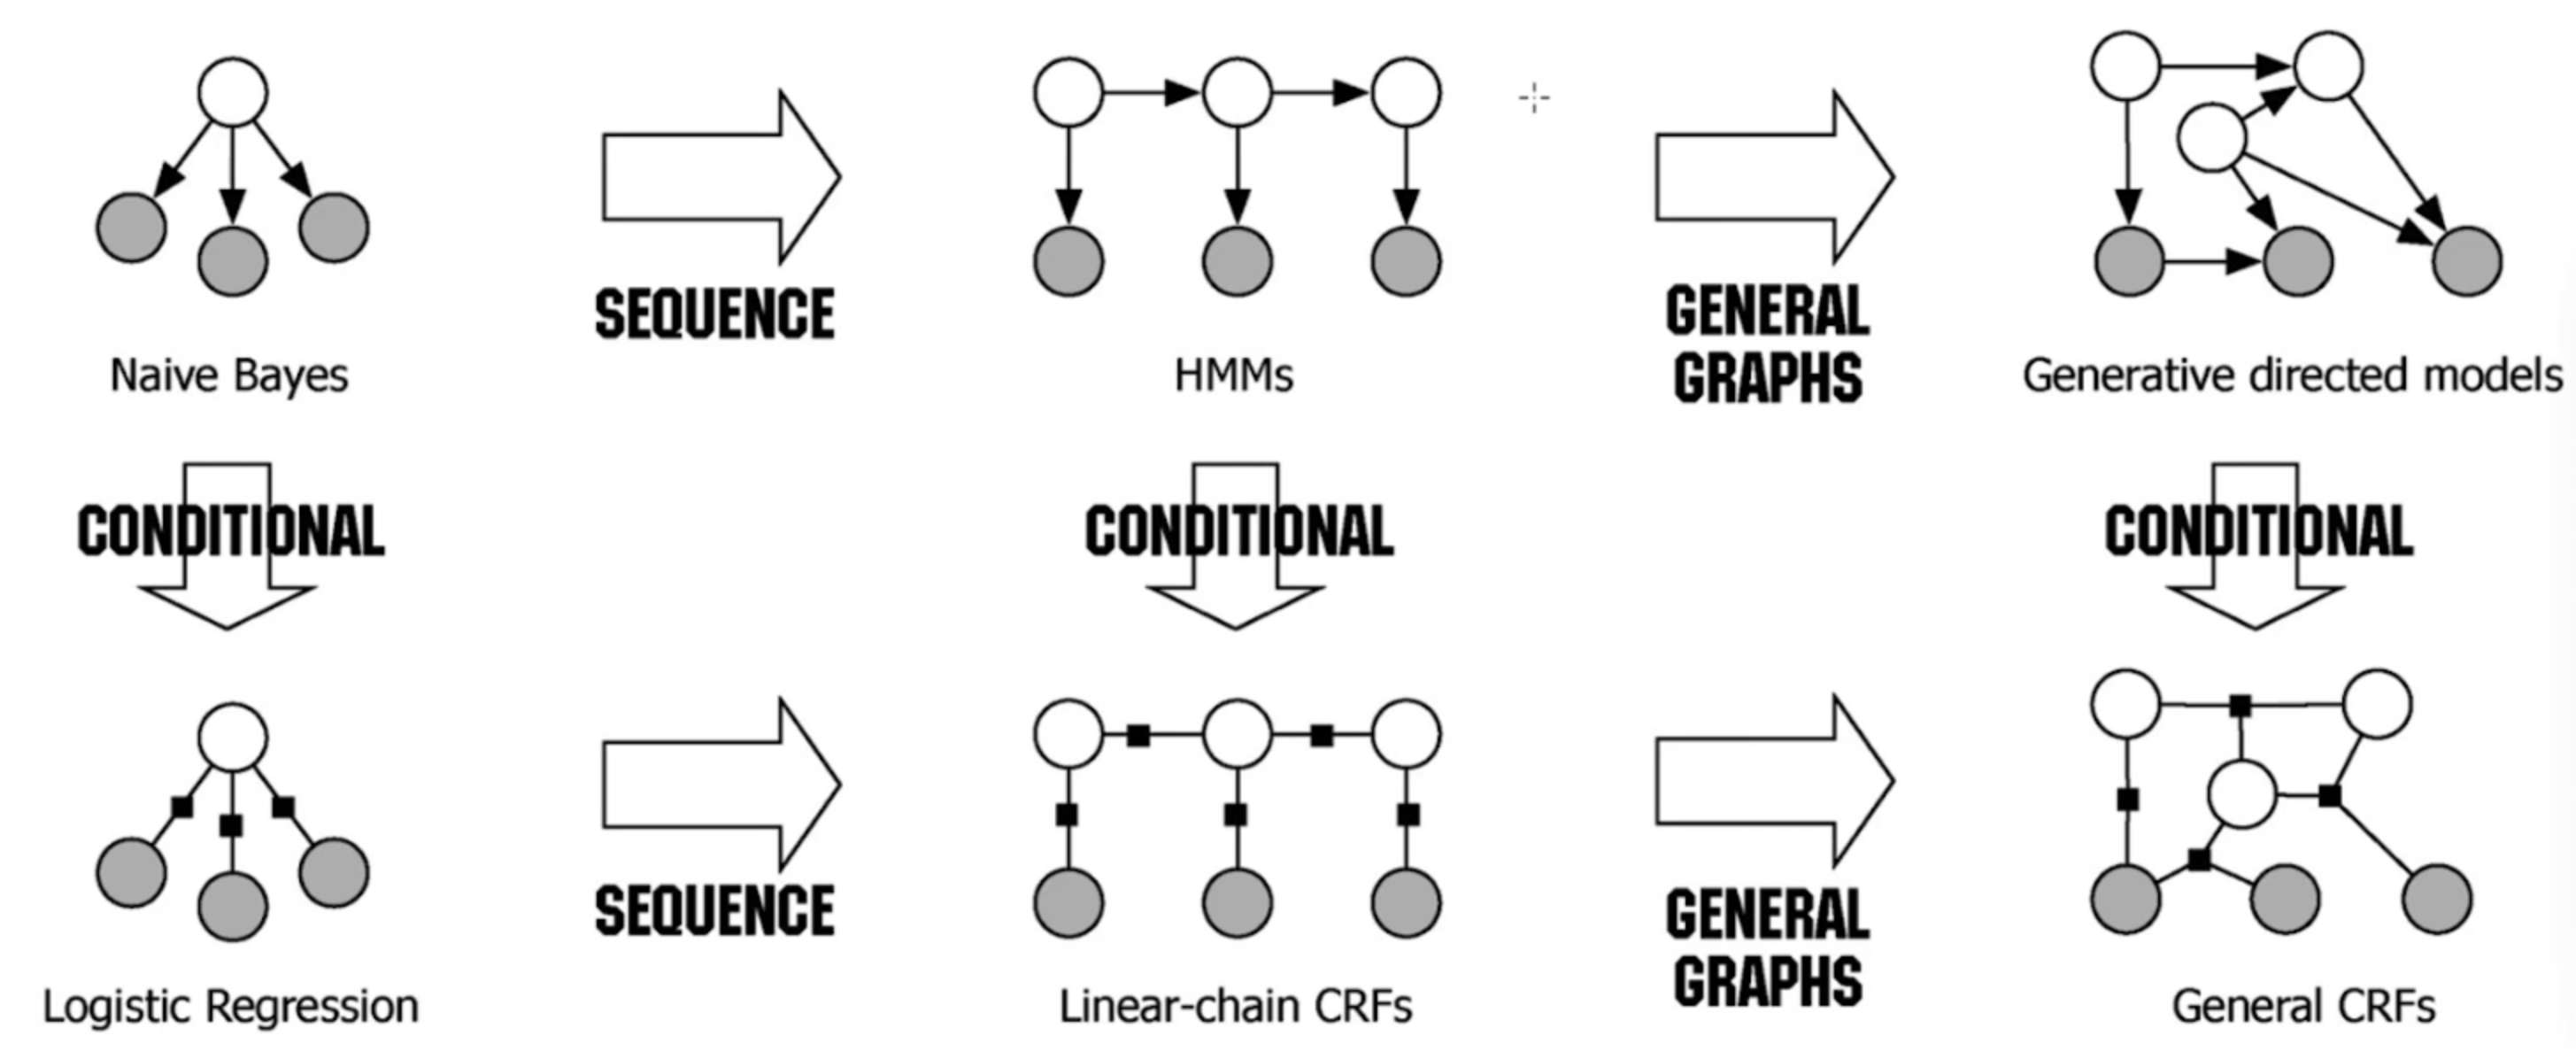 SEQUENCE
GENERAL
GRAPHS
Naive Bayes
HMMs
Generative directed models
CONDITIONAL
CONDITIONAL
CONDITIONAL
SEQUENCE
GENERAL
GRAPHS
Logistic Regression
Linear-chain CRFs
General CRFs